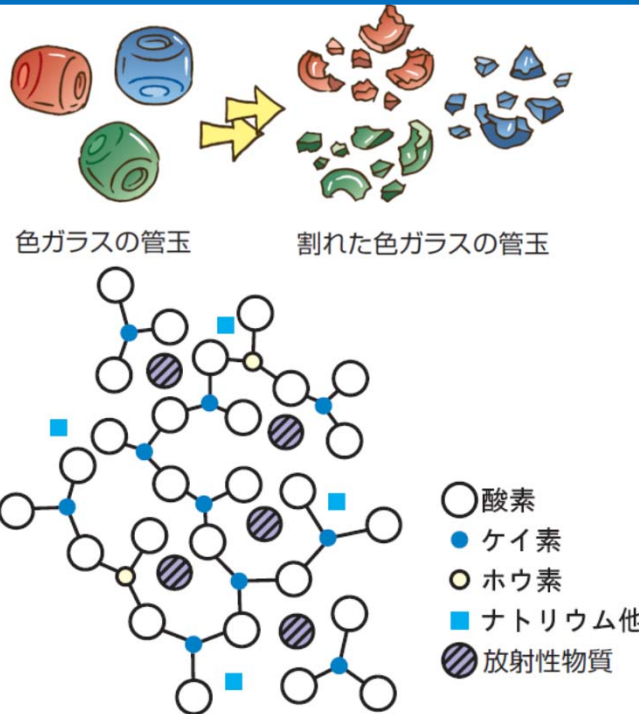 色ガラスの管玉
割れた色ガラスの管玉
酸素
ケイ素
ホウ素
ナトリウム他
放射性物質